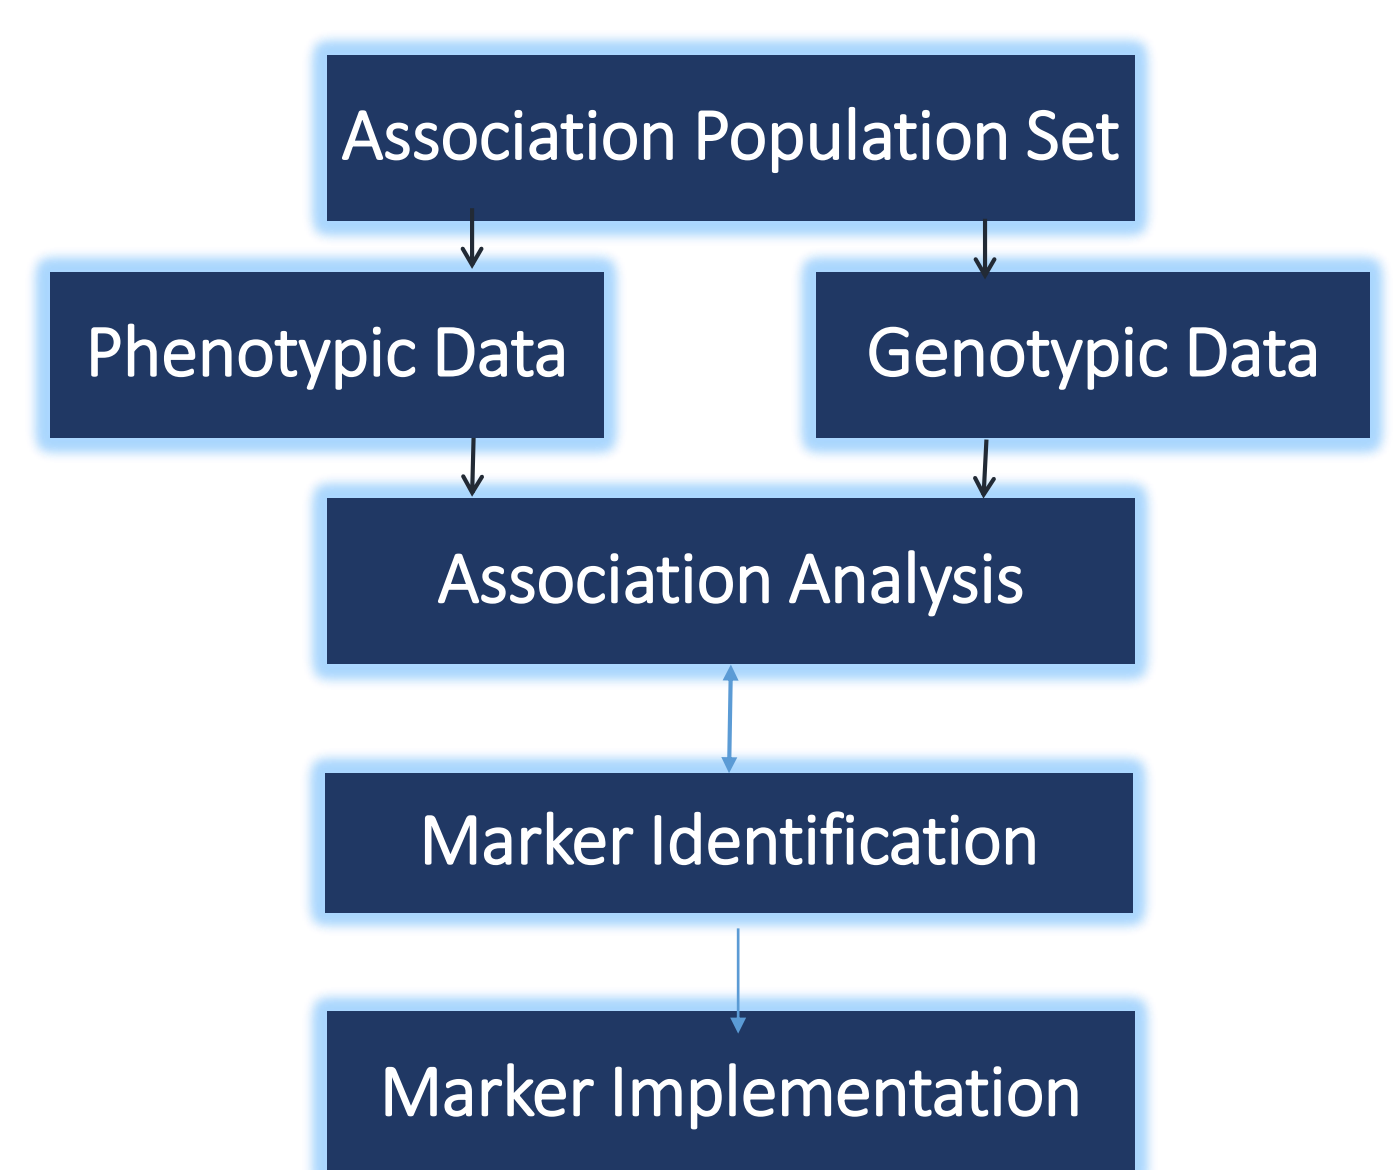 Association Population Set
Phenotypic Data
Genotypic Data
Association Analysis
Marker Identification
Marker Implementation